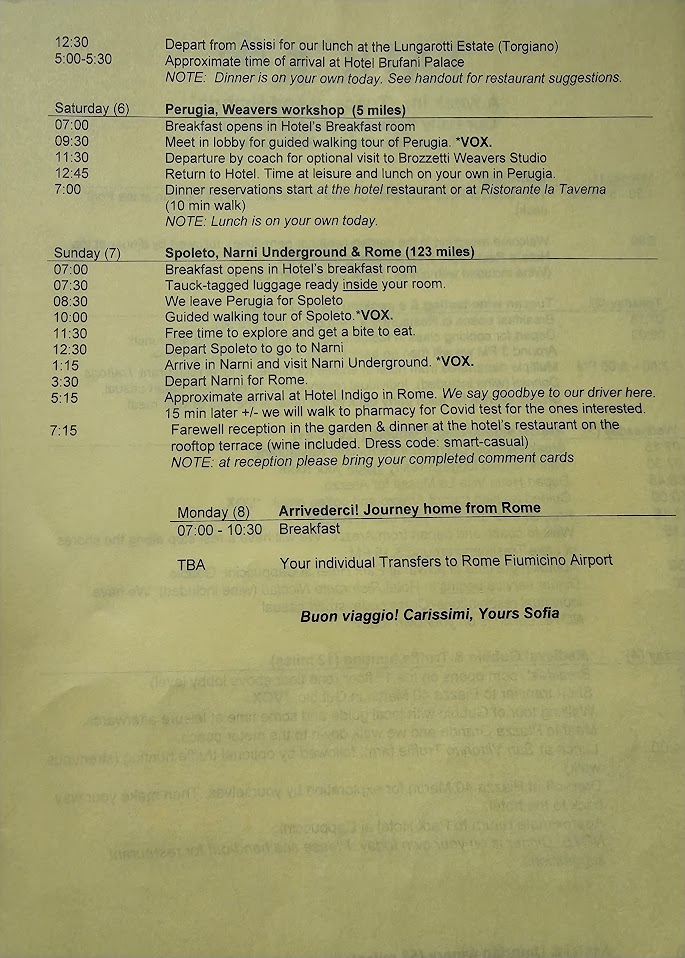 12:30 Depart from Assisi for our lunch at the Lungarotti Estate (Torgiano)
5:00-5:30 Approximate time of arrival at Hotel Brufani Palace
NOTE: Dinner is on your own today. See handout for restaurant suggestions.
Saturday (6) Perugia, Weavers workshop (5 miles)
07:00 Breakfast opens in Hotel's Breakfast room
09:30 Meet in lobby for guided walking tour of Perugia. *VOX.
11:30 Departure by coach for optional visit to Brozzetti Weavers Studio
12:45 Return to Hotel. Time at leisure and lunch on your own in Perugia.
7:00 Dinner reservations start at the hotel restaurant or at Ristorante la Taverna
(10 min walk)
NOTE: Lunch is on your own today.
Sunday (7) Spoleto, Narni Underground & Rome (123 miles)
07:00 Breakfast opens in Hotel's breakfast room
07:30 Tauck-tagged luggage ready inside your room.
08:30 We leave Perugia for Spoleto
10:00 Guided walking tour of Spoleto.*VOX.
11:30 Free time to explore and get a bite to eat.
12:30 Depart Spoleto to go to Narni
1:15 Arrive in Narni and visit Narni Underground. *VOX.
3:30 Depart Narni for Rome.
5:15 Approximate arrival at Hotel Indigo in Rome. We say goodbye to our driver here.
15 min later +/- we will walk to pharmacy for Covid test for the ones interested.
7:15 Farewell reception in the garden & dinner at the hotel's restaurant on the
rooftop terrace (wine included. Dress code: smart-casual)
NOTE: at reception please bring your completed comment cards
Monday (8) Arrivederci! Journey home from Rome
07:00 - 10:30 Breakfast
TBA Your individual Transfers to Rome Fiumicino Airport
Buon viaggio! Carissimi, Yours Sofia